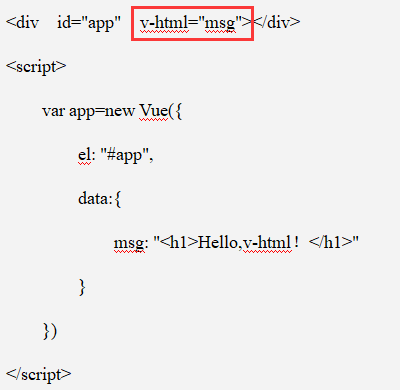 <div    id="app"    v-html="msg"></div>
<script>
var app=new Vue({
el: "#app",
data:{
msg: "<h1>Hello,v-html！</h1>"
}
})
</script>